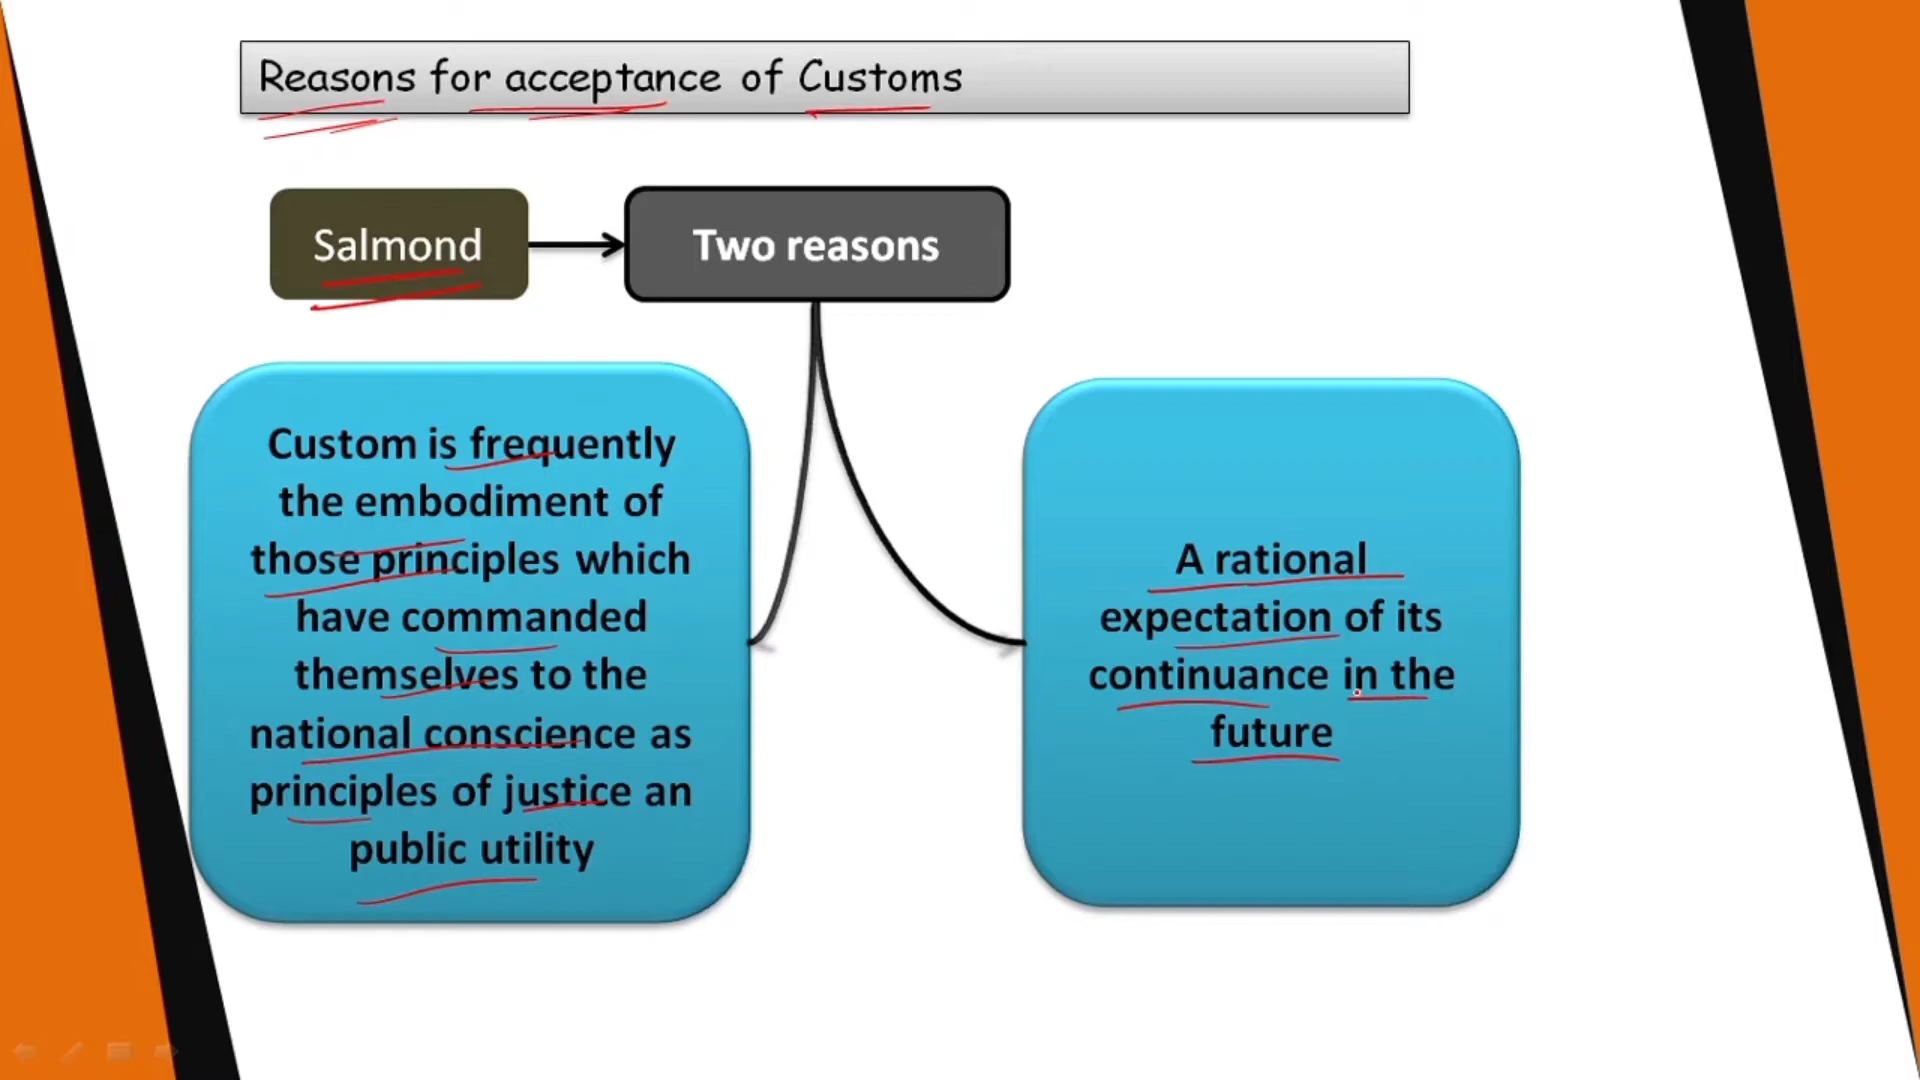 Reasons for acceptance of Customs
Salmond
Two reasons
Custom is frequently
the embodiment of
those principles which
have commanded
themselves to the
national conscience as
principles of justice an
public utility
A rational
expectation of its
continuance in the
future